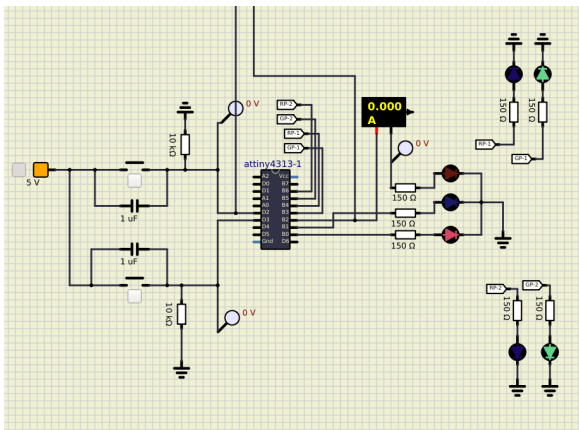 0 V
RP-2
GP-2
RP-1
GP-1
0.000
A
0 V
150 Ω
150 Ω
RP-1
GP-1
10 kΩ
attiny4313-1
A2
D0
D1
A1
A0
D2
D3
D4
D5
Gnd
Vcc
B7
B6
B5
B4
B3
B2
B1
B0
D6
5 V
1 uF
150 Ω
150 Ω
150 Ω
1 uF
10 kΩ
0 V
RP-2
GP-2
150 Ω
150 Ω